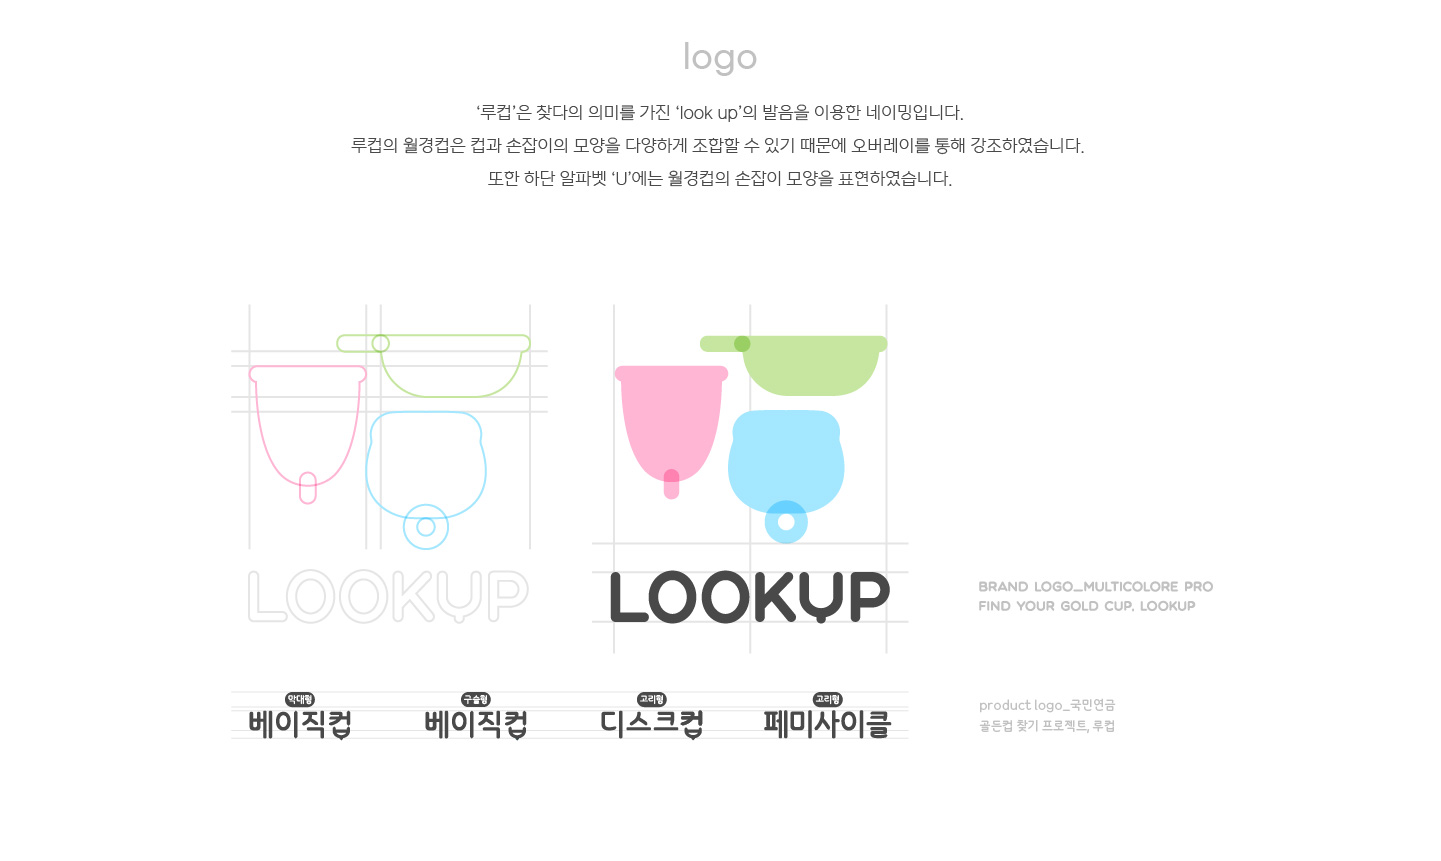 logo
‘루컵’은 찾다의 의미를 가진 ‘look up’의 발음을 이용한 네이밍입니다.
루컵의 월경컵은 컵과 손잡이의 모양을 다양하게 조합할 수 있기 때문에 오버레이를 통해 강조하였습니다.
또한 하단 알파벳 ‘U’에는 월경컵의 손잡이 모양을 표현하였습니다.
LOOKUP
LOOKUP
BRAND LOGO_MULTICOLORE PRO
FIND YOUR GOLD CUP. LOOKUP
막대형
베이직컵
구슬형
베이직컵
고리형
디스크컵
고리형
페미사이클
product logo_국민연금
골든컵 찾기 프로젝트, 루컵